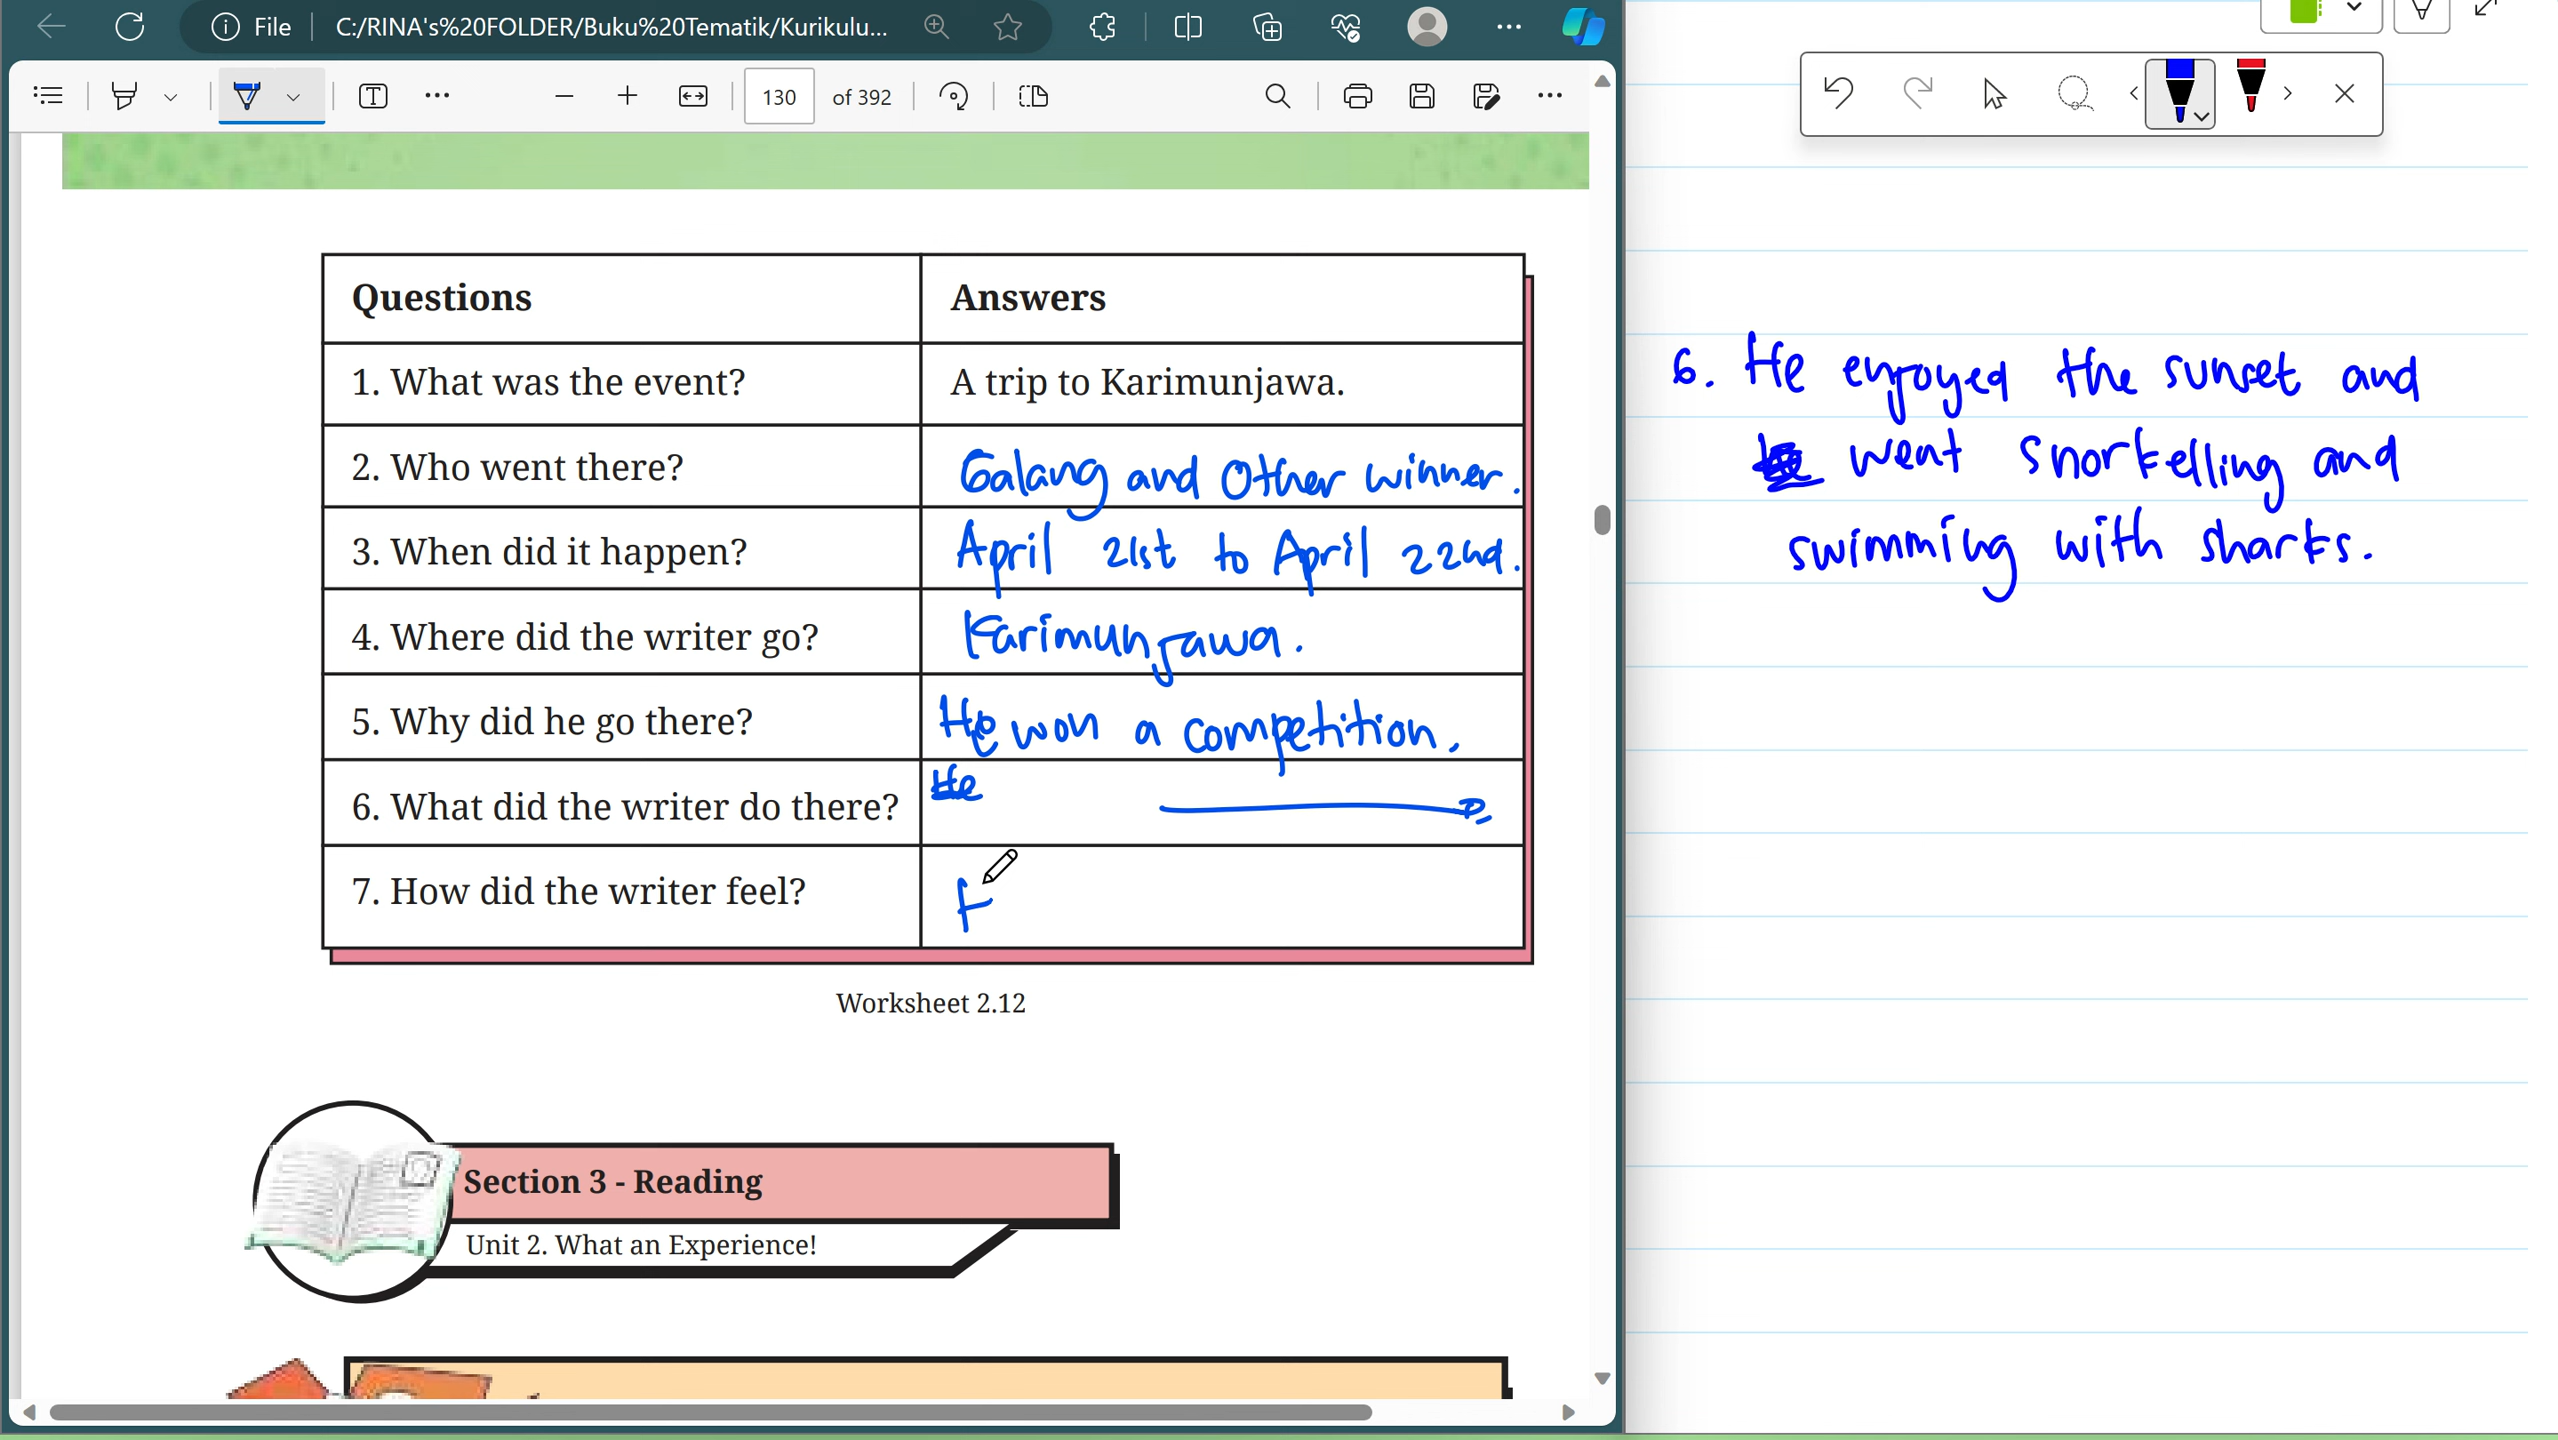 File C:/RINA's%20FOLDER/Buku%20Tematik/Kurikulu...
130 of 392
Questions Answers
1. What was the event? A trip to Karimunjawa.
2. Who went there? Galang and Other winner.
3. When did it happen? April 21st to April 22nd.
4. Where did the writer go? Karimunjawa.
5. Why did he go there? He won a competition.
6. What did the writer do there? He
7. How did the writer feel? F
Worksheet 2.12
Section 3 - Reading
Unit 2. What an Experience!
6. He enjoyed the sunset and
went snorkelling and
swimming with sharks.